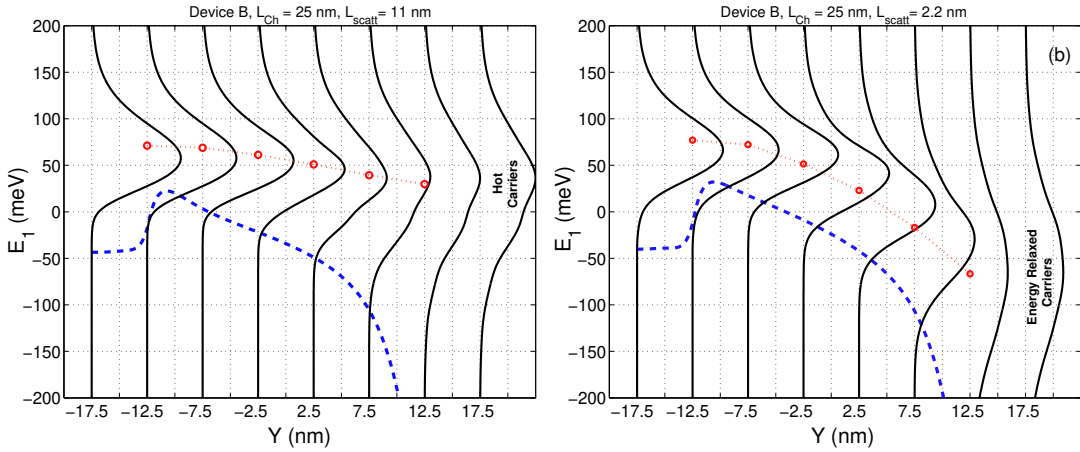 Device B, L_Ch = 25 nm, L_scatt = 11 nm
200
150
100
50
0
−50
−100
−150
−200
E_1 (meV)
Hot
Carriers
−17.5 −12.5 −7.5 −2.5 2.5 7.5 12.5 17.5
Y (nm)
Device B, L_Ch = 25 nm, L_scatt = 2.2 nm
(b)
200
150
100
50
0
−50
−100
−150
−200
E_1 (meV)
Energy Relaxed
Carriers
−17.5 −12.5 −7.5 −2.5 2.5 7.5 12.5 17.5
Y (nm)